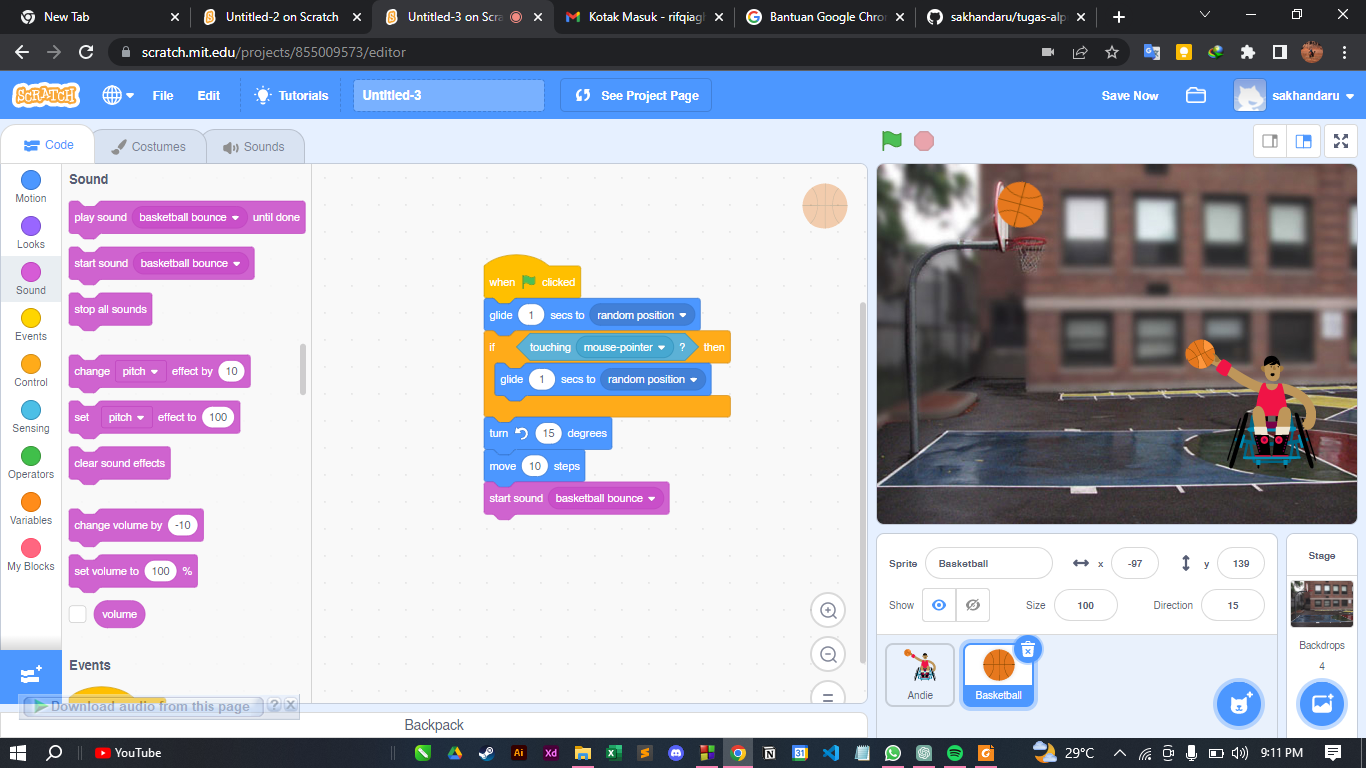 New Tab
Untitled-2 on Scratch
Untitled-3 on Scra
Kotak Masuk - rifqiagh
Bantuan Google Chro
sakhandaru/tugas-alp
scratch.mit.edu/projects/855009573/editor
SCRATCH
File
Edit
Tutorials
Untitled-3
See Project Page
Save Now
sakhandaru
Code
Costumes
Sounds
Motion
Looks
Sound
Events
Control
Sensing
Operators
Variables
My Blocks
Sound
play sound basketball bounce until done
start sound basketball bounce
stop all sounds
change pitch effect by 10
set pitch effect to 100
clear sound effects
change volume by -10
set volume to 100 %
volume
Events
Download audio from this page ? X
when clicked
glide 1 secs to random position
if touching mouse-pointer ? then
glide 1 secs to random position
turn 15 degrees
move 10 steps
start sound basketball bounce
Backpack
Sprite Basketball x -97 y 139
Show Size 100 Direction 15
Andie
Basketball
Stage
Backdrops
4
YouTube
Ai
Xd
31
29°C
9:11 PM